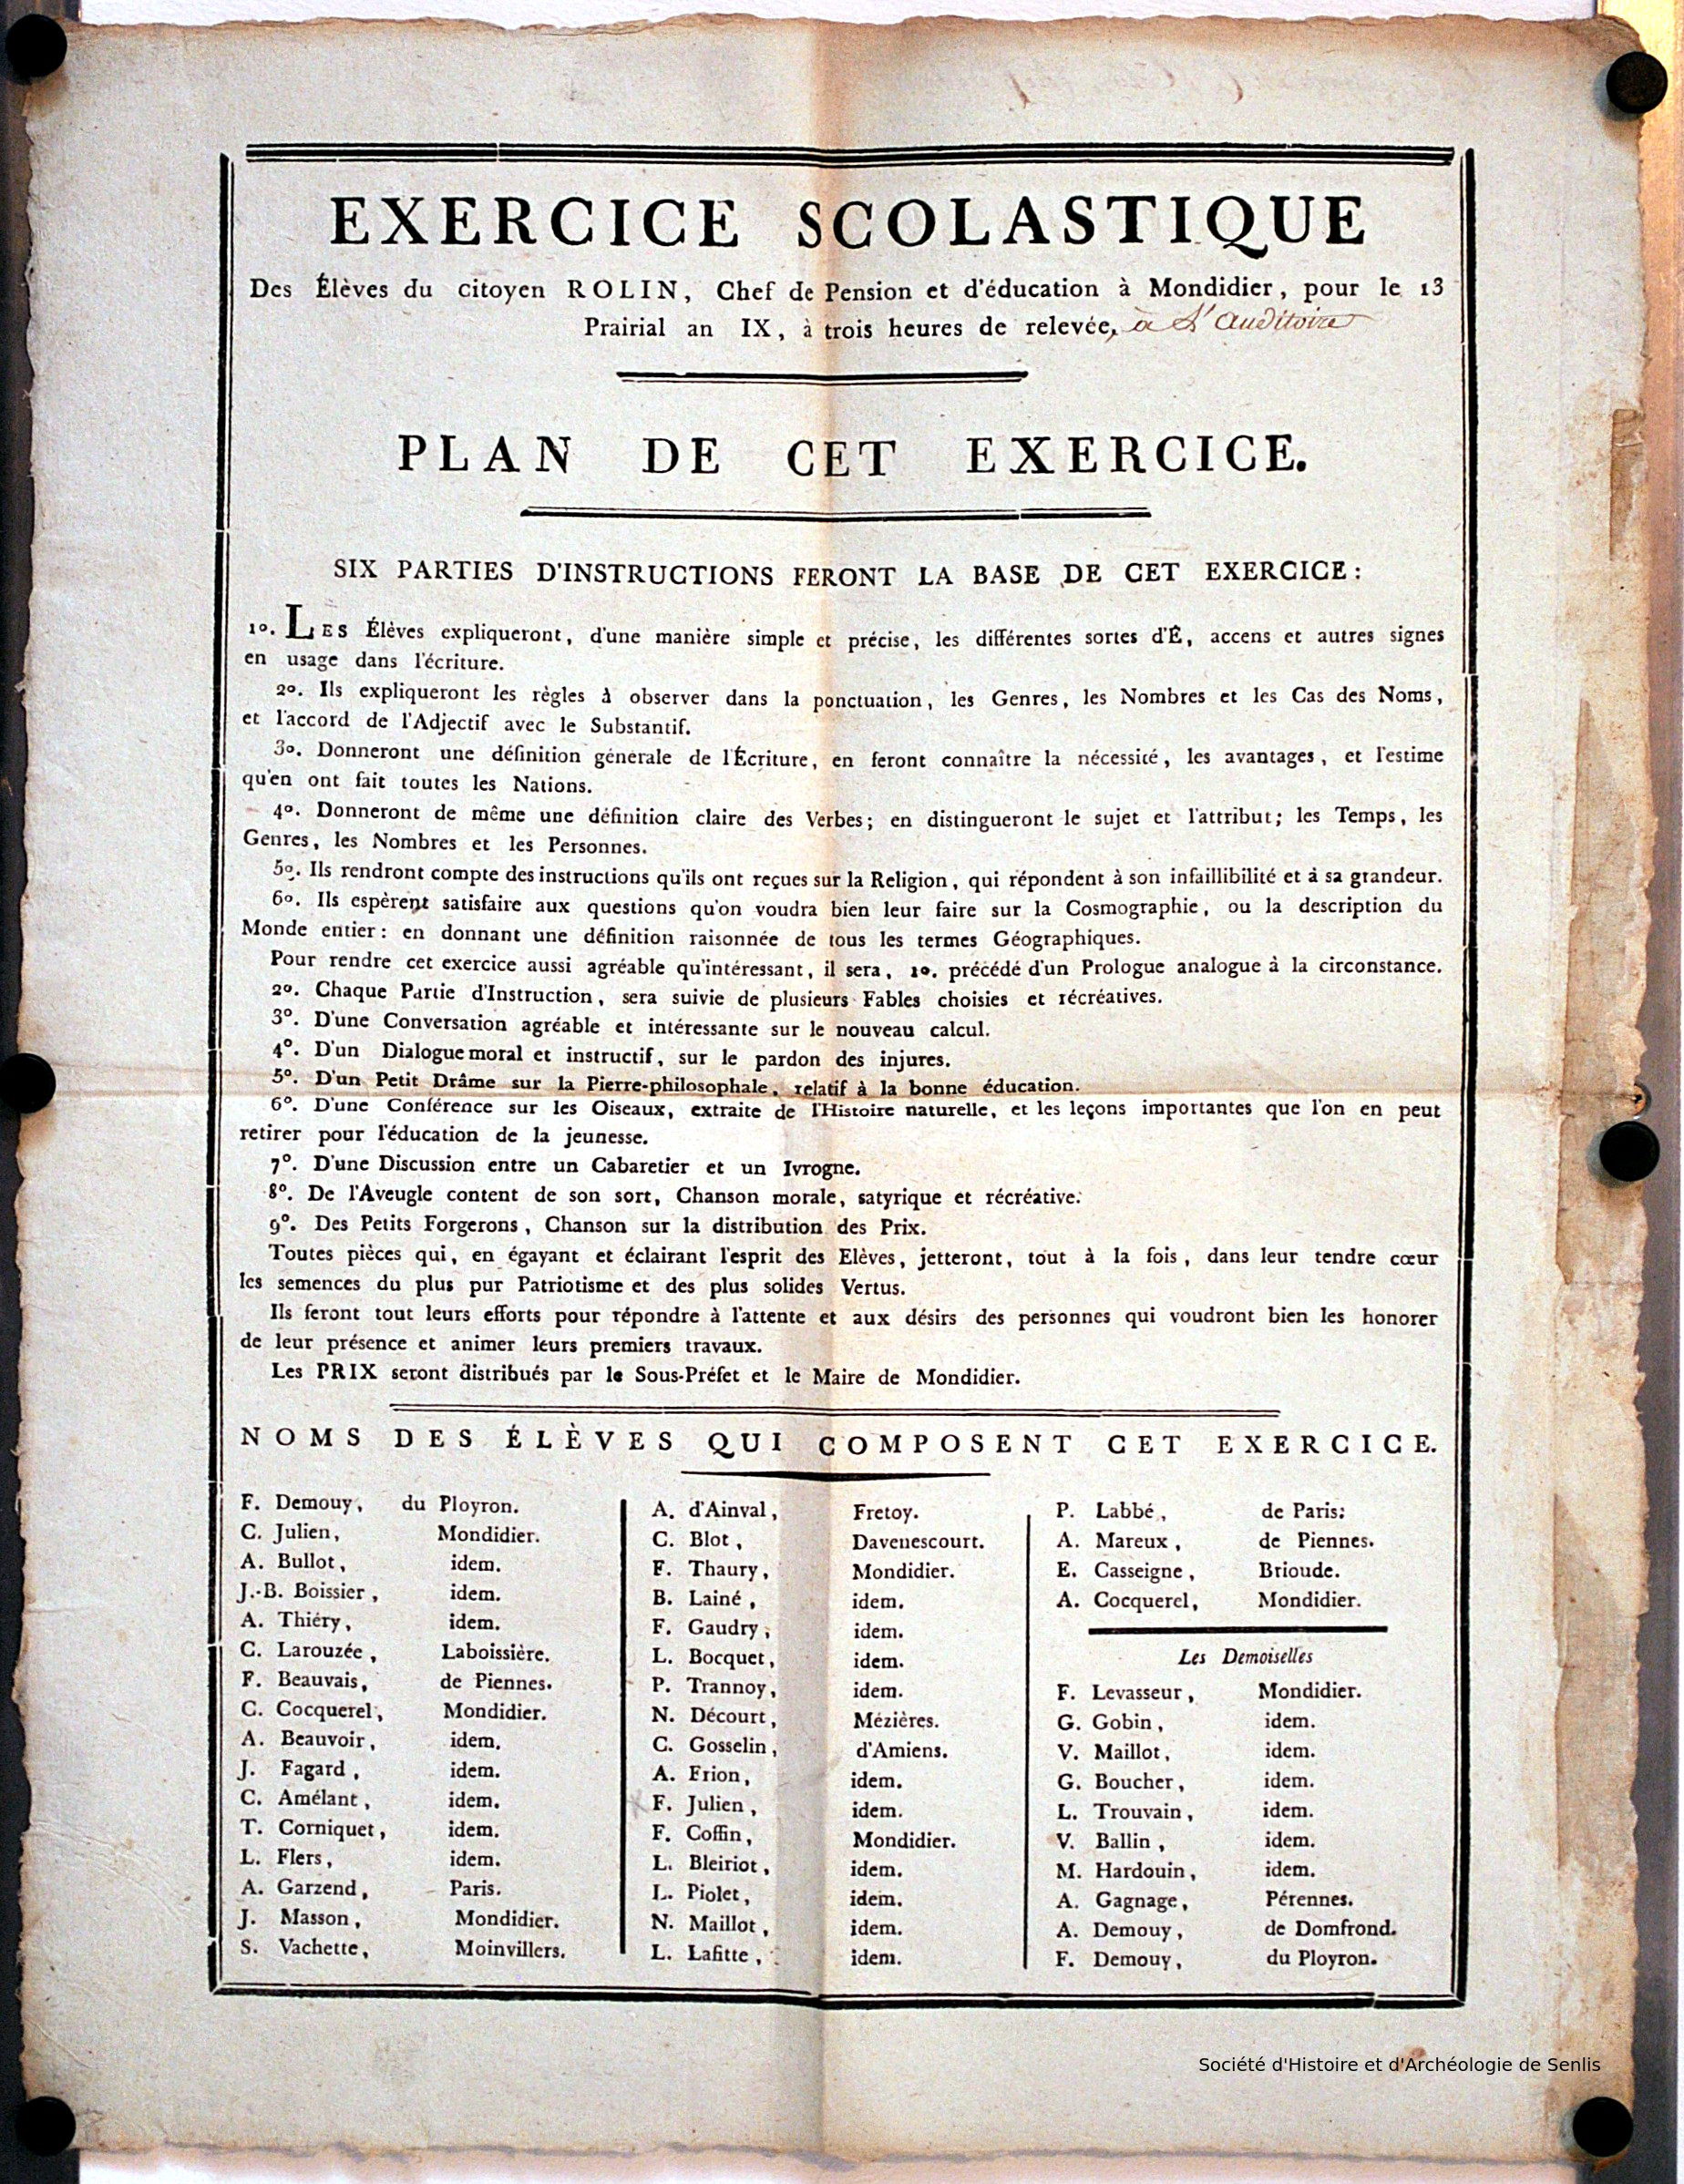 EXERCICE SCOLASTIQUE
Des Élèves du citoyen ROLIN, Chef de Pension et d'éducation à Mondidier, pour le 13
Prairial an IX, à trois heures de relevée, à l'auditoire
PLAN DE CET EXERCICE.
SIX PARTIES D'INSTRUCTIONS FERONT LA BASE DE CET EXERCICE :
1o. LES Élèves expliqueront, d'une manière simple et précise, les différentes sortes d'É, accens et autres signes
en usage dans l'écriture.
2o. Ils expliqueront les règles à observer dans la ponctuation, les Genres, les Nombres et les Cas des Noms,
et l'accord de l'Adjectif avec le Substantif.
3o. Donneront une définition générale de l'Écriture, en feront connaître la nécessité, les avantages, et l'estime
qu'en ont fait toutes les Nations.
4o. Donneront de même une définition claire des Verbes; en distingueront le sujet et l'attribut; les Temps, les
Genres, les Nombres et les Personnes.
5o. Ils rendront compte des instructions qu'ils ont reçues sur la Religion, qui répondent à son infaillibilité et à sa grandeur.
6o. Ils espèrent satisfaire aux questions qu'on voudra bien leur faire sur la Cosmographie, ou la description du
Monde entier : en donnant une définition raisonnée de tous les termes Géographiques.
Pour rendre cet exercice aussi agréable qu'intéressant, il sera, 1o. précédé d'un Prologue analogue à la circonstance.
2o. Chaque Partie d'Instruction, sera suivie de plusieurs Fables choisies et récréatives.
3o. D'une Conversation agréable et intéressante sur le nouveau calcul.
4o. D'un Dialogue moral et instructif, sur le pardon des injures.
5o. D'un Petit Drâme sur la Pierre-philosophale, relatif à la bonne éducation.
6o. D'une Conférence sur les Oiseaux, extraite de l'Histoire naturelle, et les leçons importantes que l'on en peut
retirer pour l'éducation de la jeunesse.
7o. D'une Discussion entre un Cabaretier et un Ivrogne.
8o. De l'Aveugle content de son sort, Chanson morale, satyrique et récréative.
9o. Des Petits Forgerons, Chanson sur la distribution des Prix.
Toutes pièces qui, en égayant et éclairant l'esprit des Elèves, jetteront, tout à la fois, dans leur tendre cœur
les semences du plus pur Patriotisme et des plus solides Vertus.
Ils feront tout leurs efforts pour répondre à l'attente et aux désirs des personnes qui voudront bien les honorer
de leur présence et animer leurs premiers travaux.
Les PRIX seront distribués par le Sous-Préfet et le Maire de Mondidier.
NOMS DES ÉLÈVES QUI COMPOSENT CET EXERCICE.
F. Demouy, du Ployron.
C. Julien, Mondidier.
A. Bullot, idem.
J.-B. Boissier, idem.
A. Thiéry, idem.
C. Larouzée, Laboissière.
F. Beauvais, de Piennes.
C. Cocquerel, Mondidier.
A. Beauvoir, idem.
J. Fagard, idem.
C. Amélant, idem.
T. Corniquet, idem.
L. Flers, idem.
A. Garzend, Paris.
J. Masson, Mondidier.
S. Vachette, Moinvillers.
A. d'Ainval, Fretoy.
C. Blot, Davenescourt.
F. Thaury, Mondidier.
B. Lainé, idem.
F. Gaudry, idem.
L. Bocquet, idem.
P. Trannoy, idem.
N. Décourt, Mézières.
C. Gosselin, d'Amiens.
A. Frion, idem.
F. Julien, idem.
F. Coffin, Mondidier.
L. Bleiriot, idem.
L. Piolet, idem.
N. Maillot, idem.
L. Lafitte, idem.
P. Labbé, de Paris.
A. Mareux, de Piennes.
E. Casseigne, Brioude.
A. Cocquerel, Mondidier.
Les Demoiselles
F. Levasseur, Mondidier.
G. Gobin, idem.
V. Maillot, idem.
G. Boucher, idem.
L. Trouvain, idem.
V. Ballin, idem.
M. Hardouin, idem.
A. Gagnage, Pérennes.
A. Demouy, de Domfrond.
F. Demouy, du Ployron.
Société d'Histoire et d'Archéologie de Senlis